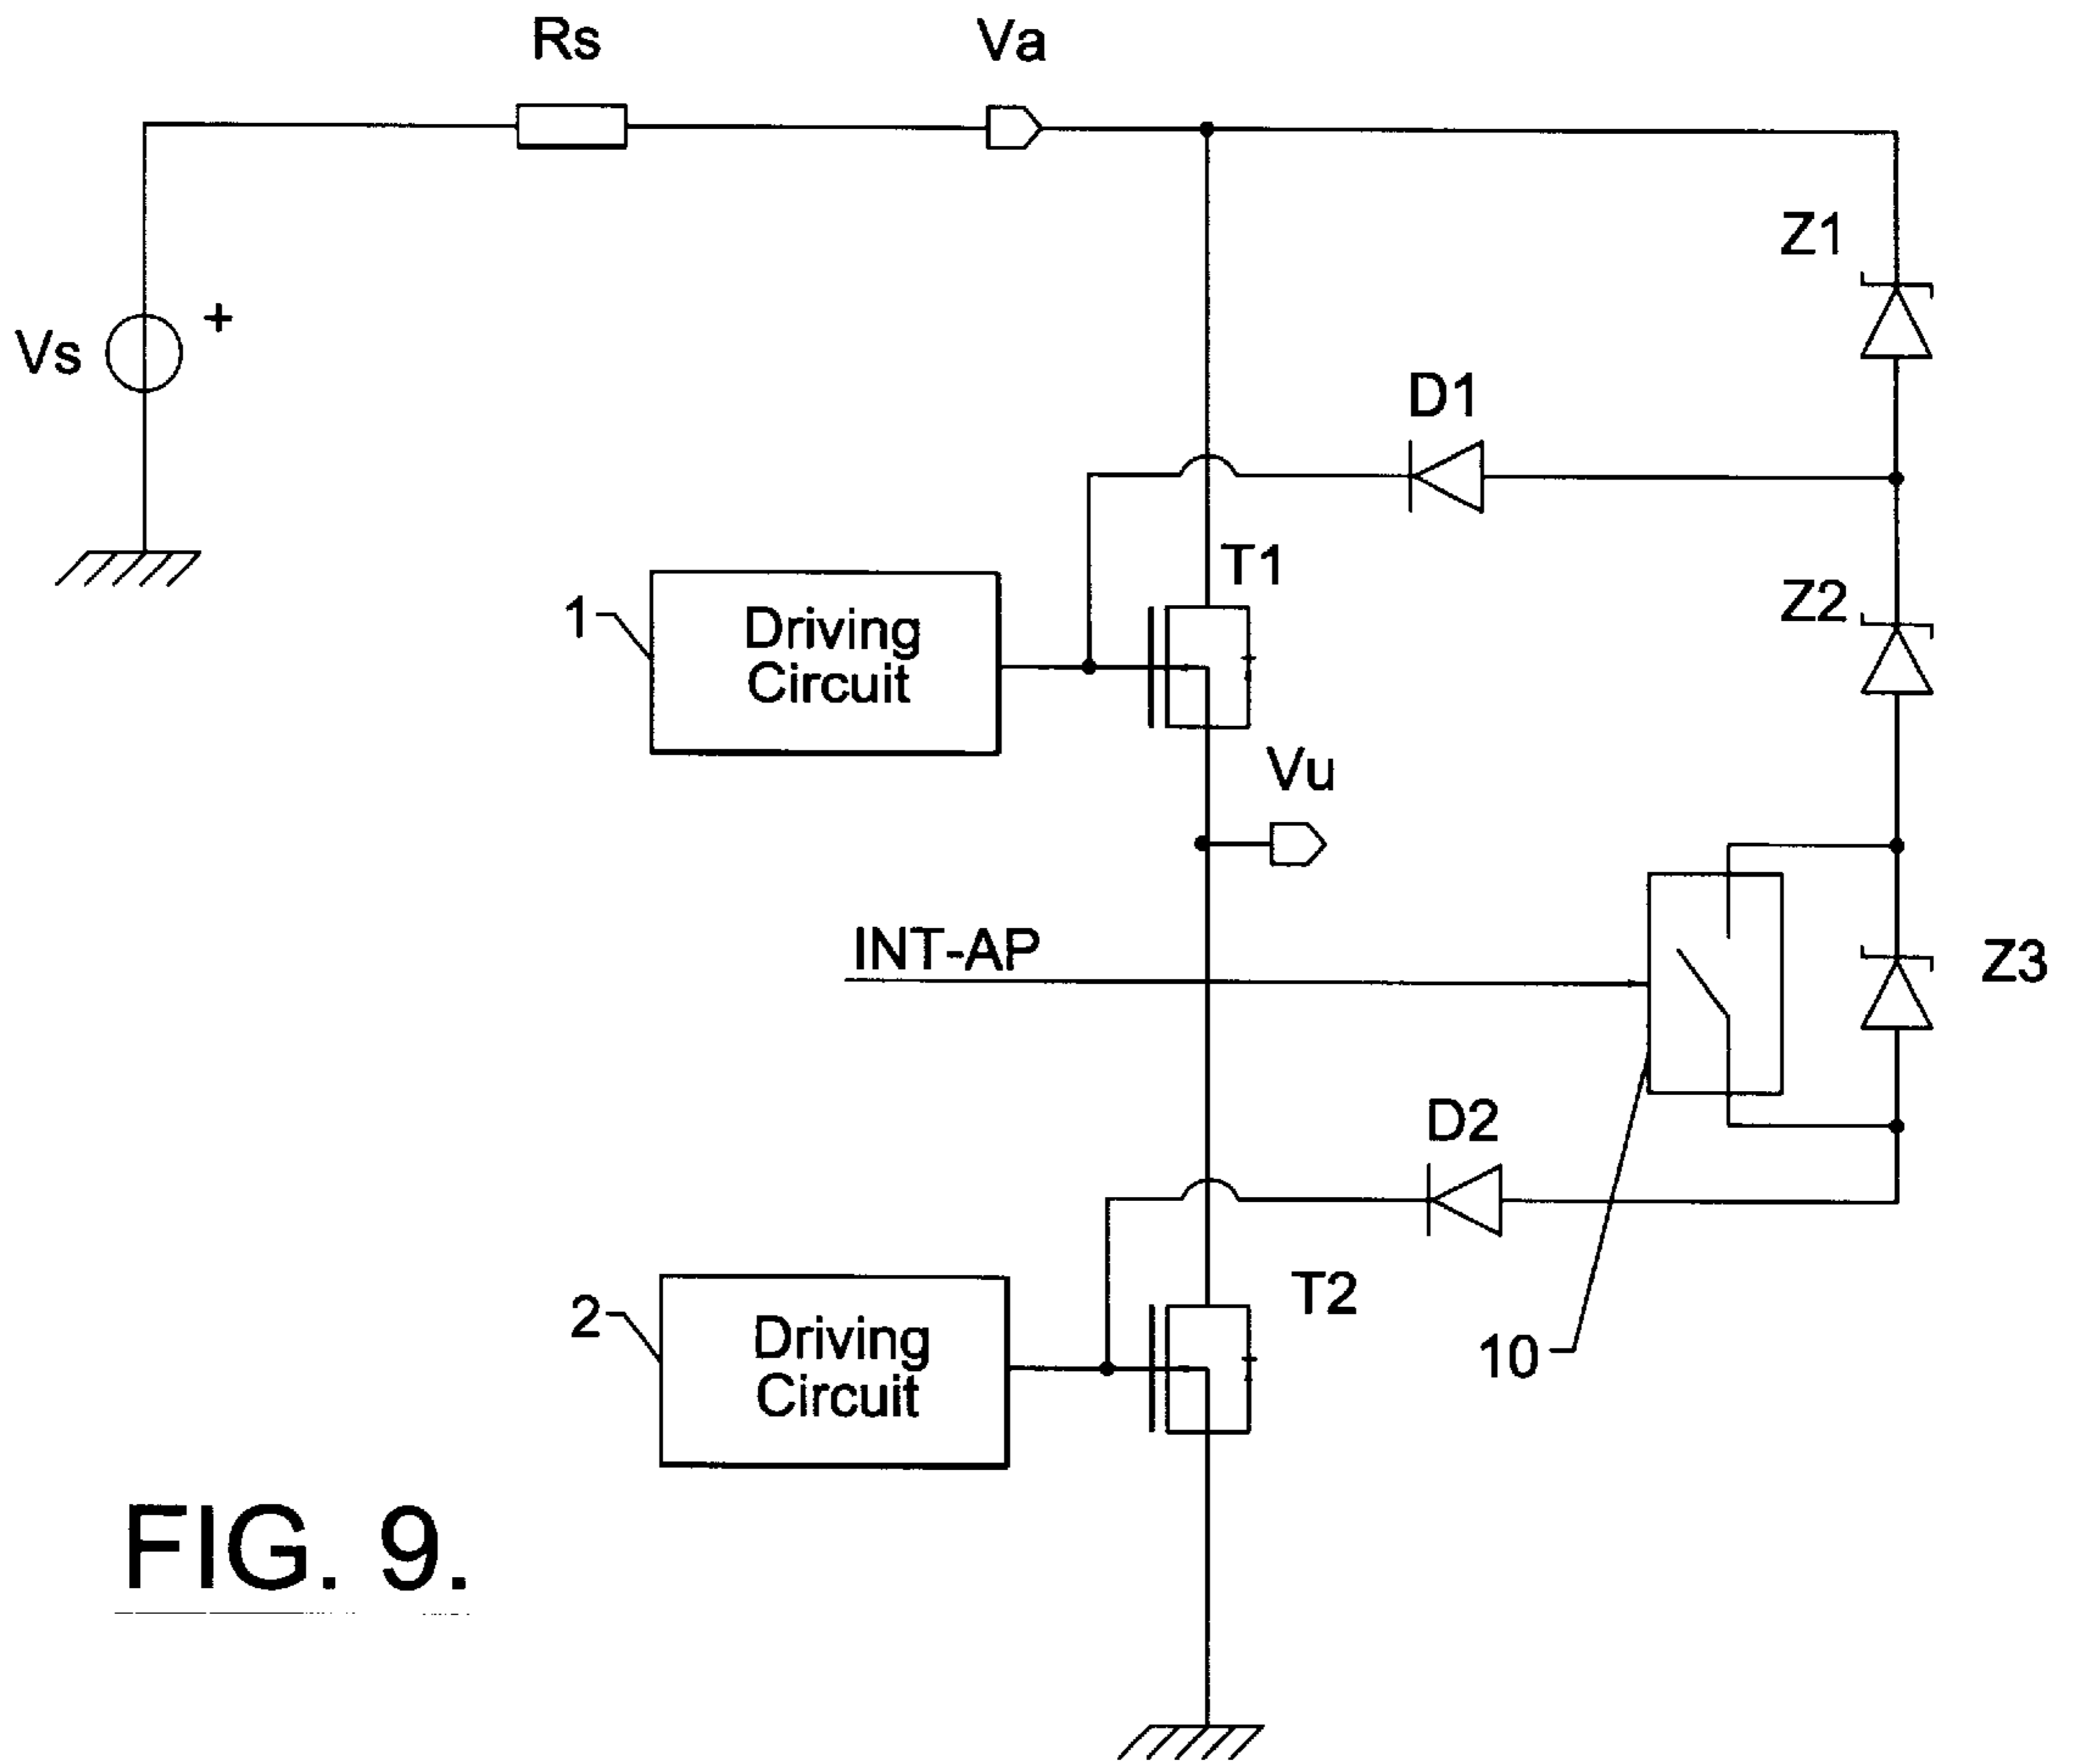 Rs
Va
Z1
+
Vs
D1
T1
Z2
1
Driving
Circuit
Vu
INT-AP
Z3
D2
T2
2
Driving
Circuit
10
FIG. 9.